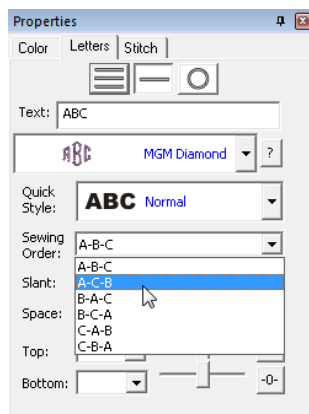 Properties
Color Letters Stitch
Text: ABC
ABC MGM Diamond ?
Quick Style: ABC Normal
Sewing Order: A-B-C
A-B-C
Slant: A-C-B
B-A-C
Space: B-C-A
C-A-B
Top: C-B-A
Bottom: -0-